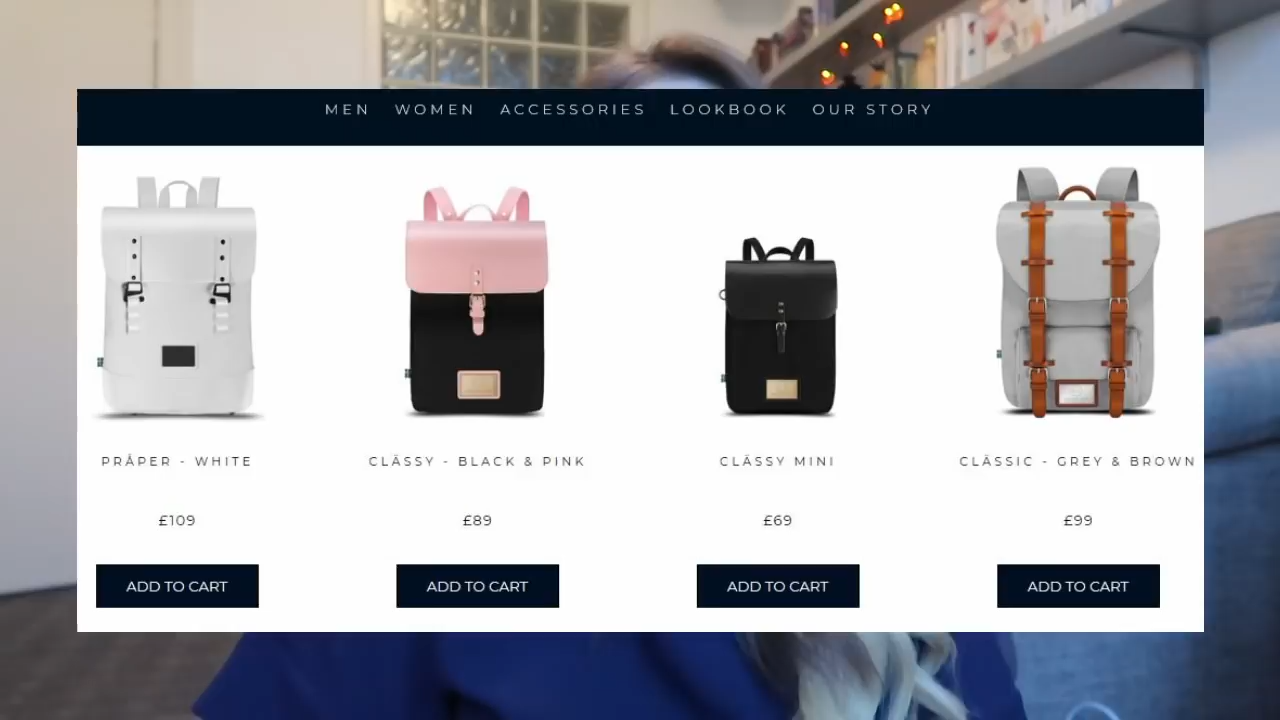 MEN WOMEN ACCESSORIES LOOKBOOK OUR STORY
PRÅPER - WHITE CLÄSSY - BLACK & PINK CLÄSSY MINI CLÄSSIC - GREY & BROWN
£109 £89 £69 £99
ADD TO CART ADD TO CART ADD TO CART ADD TO CART